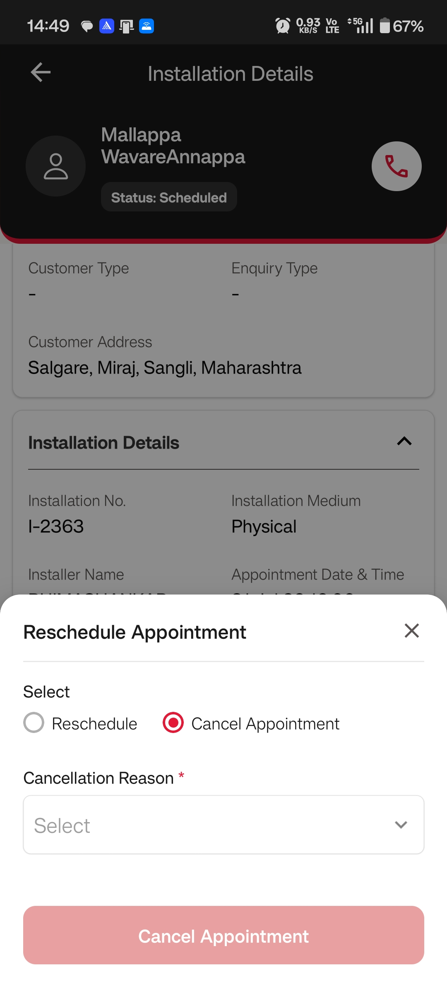 14:49
0.93 KB/S
Vo LTE
5G
67%
Installation Details
Mallappa
WavareAnnappa
Status: Scheduled
Customer Type
Enquiry Type
-
-
Customer Address
Salgare, Miraj, Sangli, Maharashtra
Installation Details
Installation No.
Installation Medium
I-2363
Physical
Installer Name
Appointment Date & Time
Reschedule Appointment
Select
Reschedule
Cancel Appointment
Cancellation Reason *
Select
Cancel Appointment